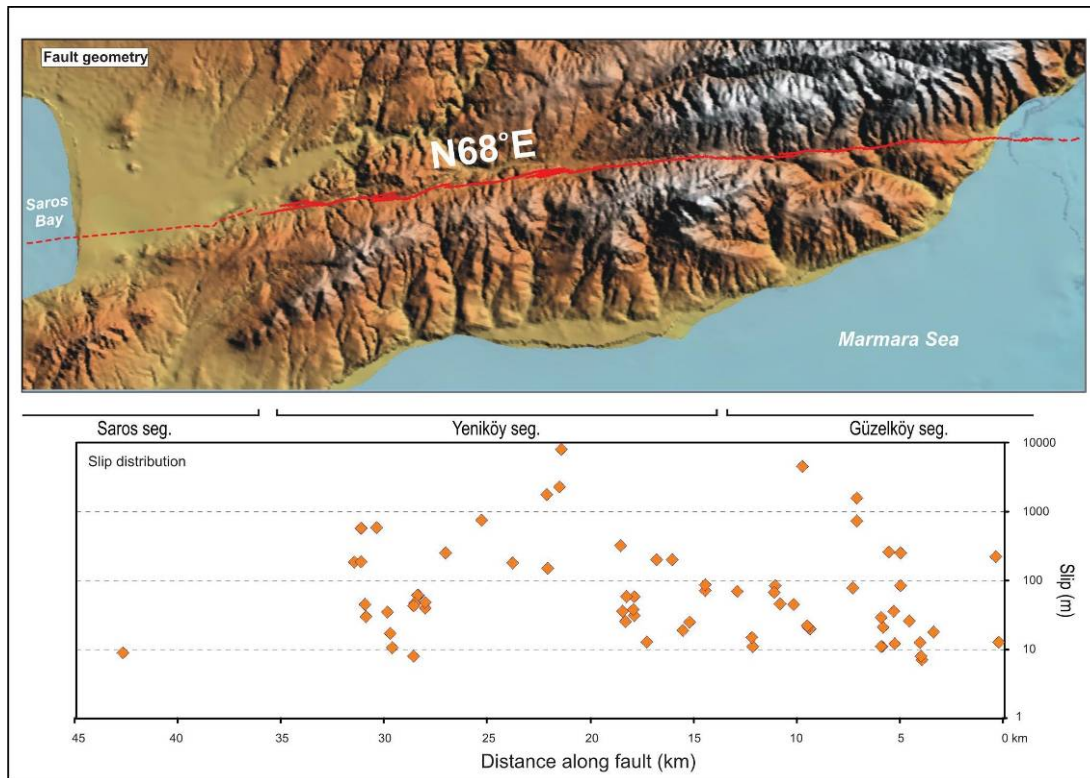 Fault geometry
N68°E
Saros
Bay
Marmara Sea
Saros seg.
Yeniköy seg.
Güzelköy seg.
Slip distribution
10000
1000
100
10
1
Slip (m)
45
40
35
30
25
20
15
10
5
0 km
Distance along fault (km)